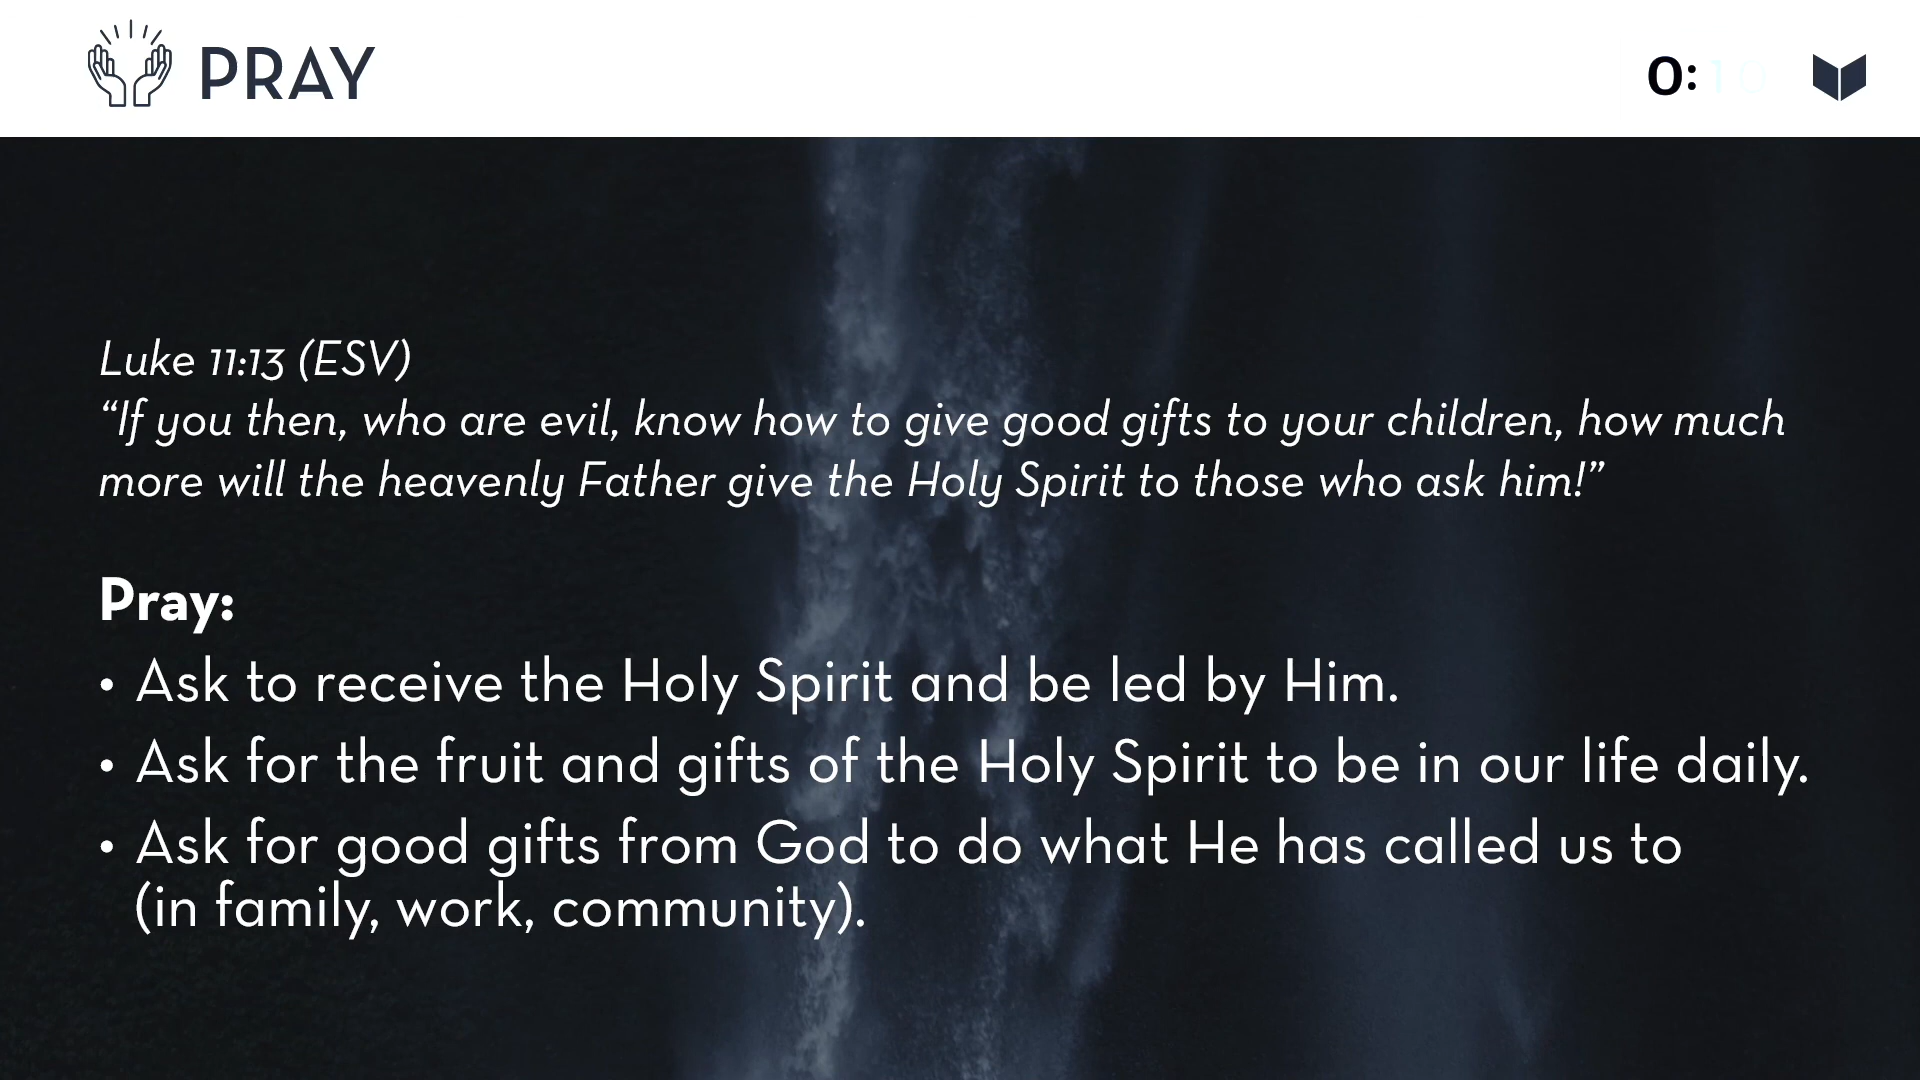 PRAY
0:10
Luke 11:13 (ESV)
“If you then, who are evil, know how to give good gifts to your children, how much
more will the heavenly Father give the Holy Spirit to those who ask him!”
Pray:
• Ask to receive the Holy Spirit and be led by Him.
• Ask for the fruit and gifts of the Holy Spirit to be in our life daily.
• Ask for good gifts from God to do what He has called us to
(in family, work, community).